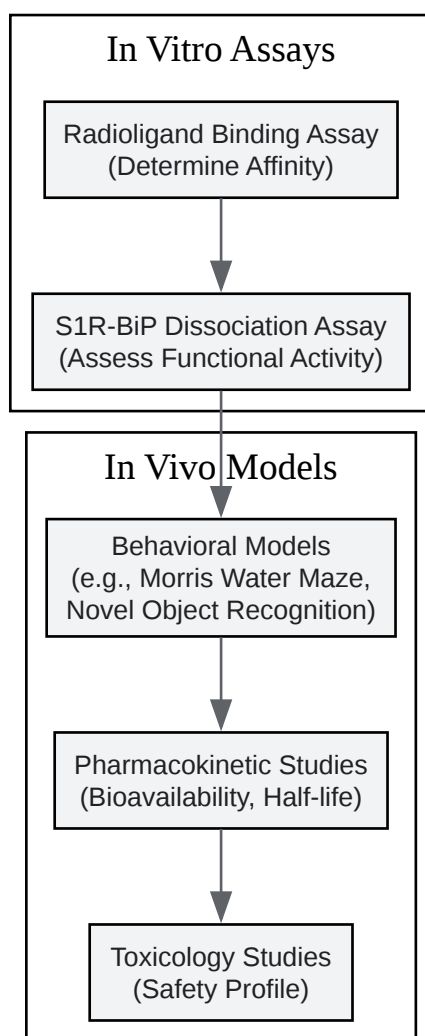 In Vitro Assays
Radioligand Binding Assay
(Determine Affinity)
S1R-BiP Dissociation Assay
(Assess Functional Activity)
In Vivo Models
Behavioral Models
(e.g., Morris Water Maze,
Novel Object Recognition)
Pharmacokinetic Studies
(Bioavailability, Half-life)
Toxicology Studies
(Safety Profile)